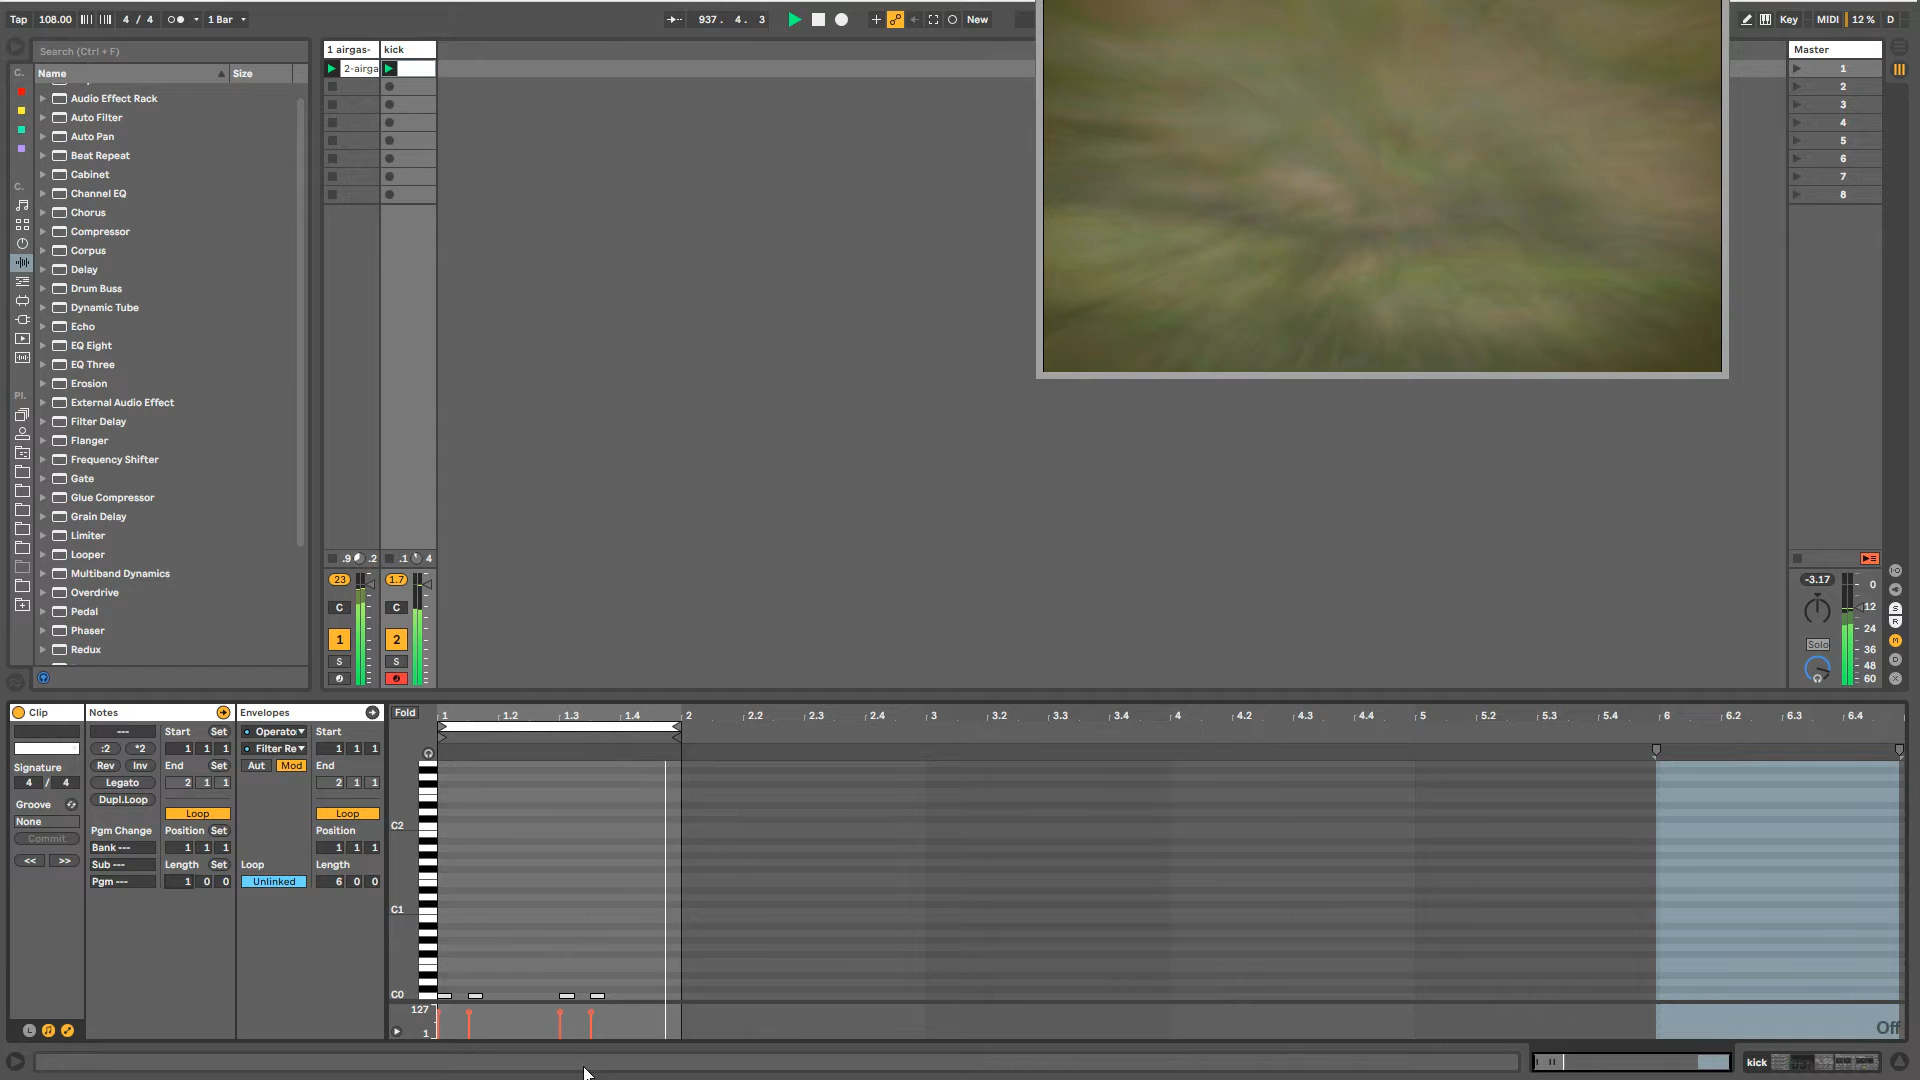 Tap 108.00 4 / 4 1 Bar 937. 4. 3 New Key MIDI 12 % D
Search (Ctrl + F)
C. Name Size
Audio Effect Rack
Auto Filter
Auto Pan
Beat Repeat
Cabinet
C. Channel EQ
Chorus
Compressor
Corpus
Delay
Drum Buss
Dynamic Tube
Echo
EQ Eight
EQ Three
Erosion
Pl. External Audio Effect
Filter Delay
Flanger
Frequency Shifter
Gate
Glue Compressor
Grain Delay
Limiter
Looper
Multiband Dynamics
Overdrive
Pedal
Phaser
Redux
1 airgas- kick
2-airga
.9 .2 .1 4
23 1.7
C C
1 2
S S
Master
1
2
3
4
5
6
7
8
-3.17 0
12
24
36
48
60
Solo
S
R
M
D
Clip Notes Envelopes Fold 1 1.2 1.3 1.4 2 2.2 2.3 2.4 3 3.2 3.3 3.4 4 4.2 4.3 4.4 5 5.2 5.3 5.4 6 6.2 6.3 6.4
--- Start Set Operato Start
:2 *2 1 1 1 Filter Re 1 1 1
Signature Rev Inv End Set Aut Mod End
4 / 4 Legato 2 1 1 2 1 1
Groove Dupl.Loop Loop Loop
None
Commit Pgm Change Position Set Position
<< >> Bank --- 1 1 1 1 1 1
Sub --- Length Set Loop Length
Pgm --- 1 0 0 Unlinked 6 0 0
C2
C1
C0
127
1
L
Off
kick